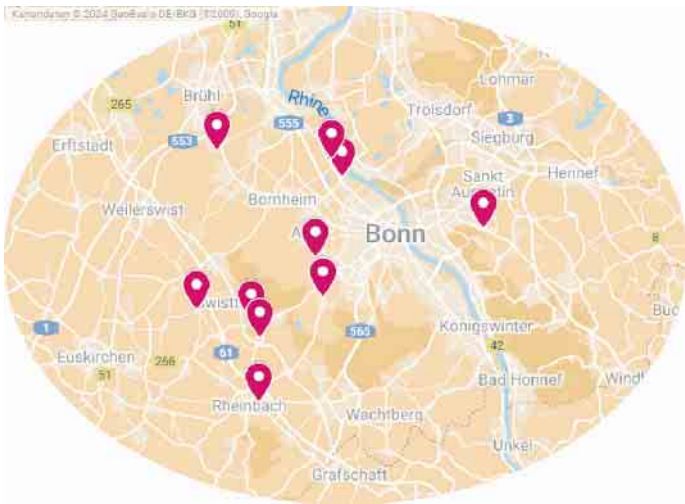 Kartendaten © 2024 GeoBasis-DE/BKG (©2009), Google
51
Lohmar
265
Brühl
Rhine
Troisdorf
555
3
553
Erftstadt
Siegburg
Hennef
Sankt
Augustin
Bornheim
Weilerswist
Bonn
8
1
565
Königswinter
61
42
Euskirchen
266
51
Bad Honnef
Rheinbach
Wachtberg
Unkel
Grafschaft